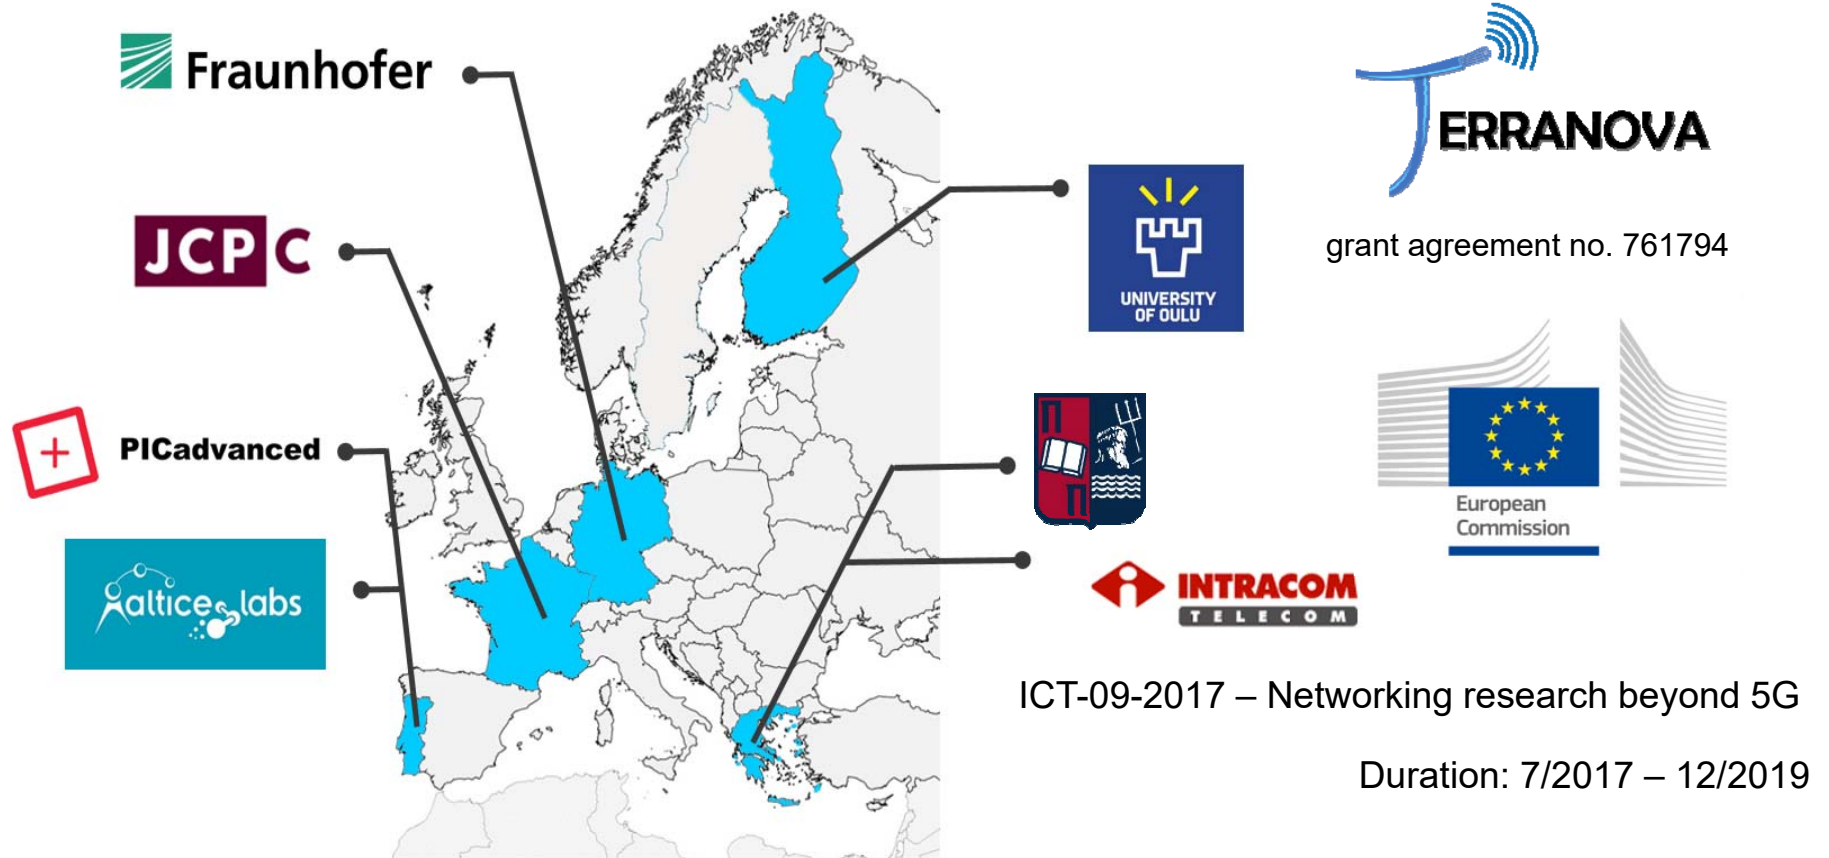 Fraunhofer
JCP C
PICadvanced
altice labs
UNIVERSITY
OF OULU
TERRANOVA
grant agreement no. 761794
European
Commission
INTRACOM
TELECOM
ICT-09-2017 – Networking research beyond 5G
Duration: 7/2017 – 12/2019